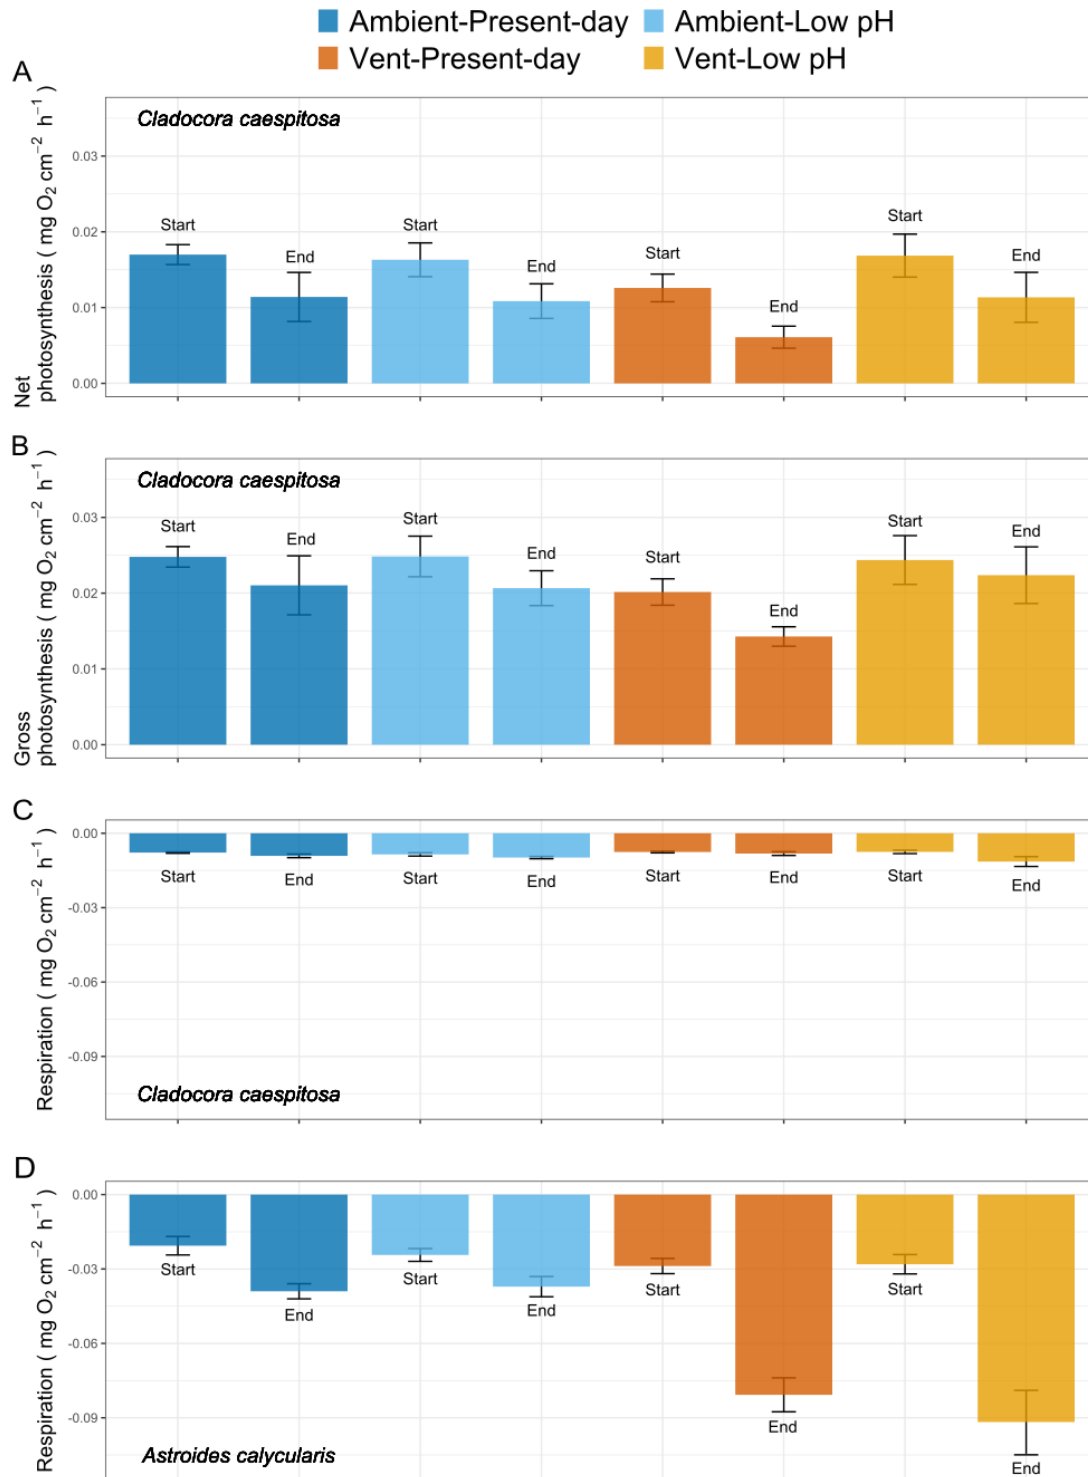 Ambient-Present-day Ambient-Low pH
Vent-Present-day Vent-Low pH
A
Net
photosynthesis ( mg O₂ cm⁻² h⁻¹ )
Cladocora caespitosa
0.03
0.02
0.01
0.00
Start
End
Start
End
Start
End
Start
End
B
Gross
photosynthesis ( mg O₂ cm⁻² h⁻¹ )
Cladocora caespitosa
0.03
0.02
0.01
0.00
Start
End
Start
End
Start
End
Start
End
C
Respiration ( mg O₂ cm⁻² h⁻¹ )
0.00
-0.03
-0.06
-0.09
Start
End
Start
End
Start
End
Start
End
Cladocora caespitosa
D
Respiration ( mg O₂ cm⁻² h⁻¹ )
0.00
-0.03
-0.06
-0.09
Start
End
Start
End
Start
End
Start
End
Astroides calycularis